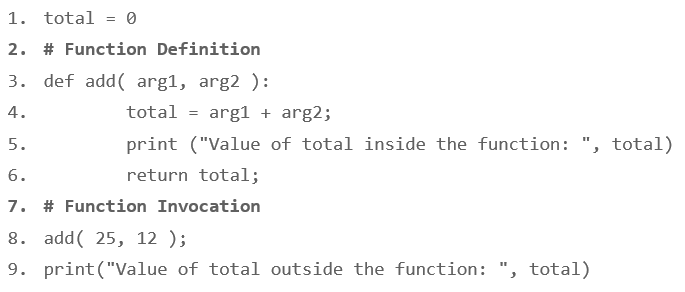 1. total = 0
2. # Function Definition
3. def add( arg1, arg2 ):
4.         total = arg1 + arg2;
5.         print ("Value of total inside the function: ", total)
6.         return total;
7. # Function Invocation
8. add( 25, 12 );
9. print("Value of total outside the function: ", total)